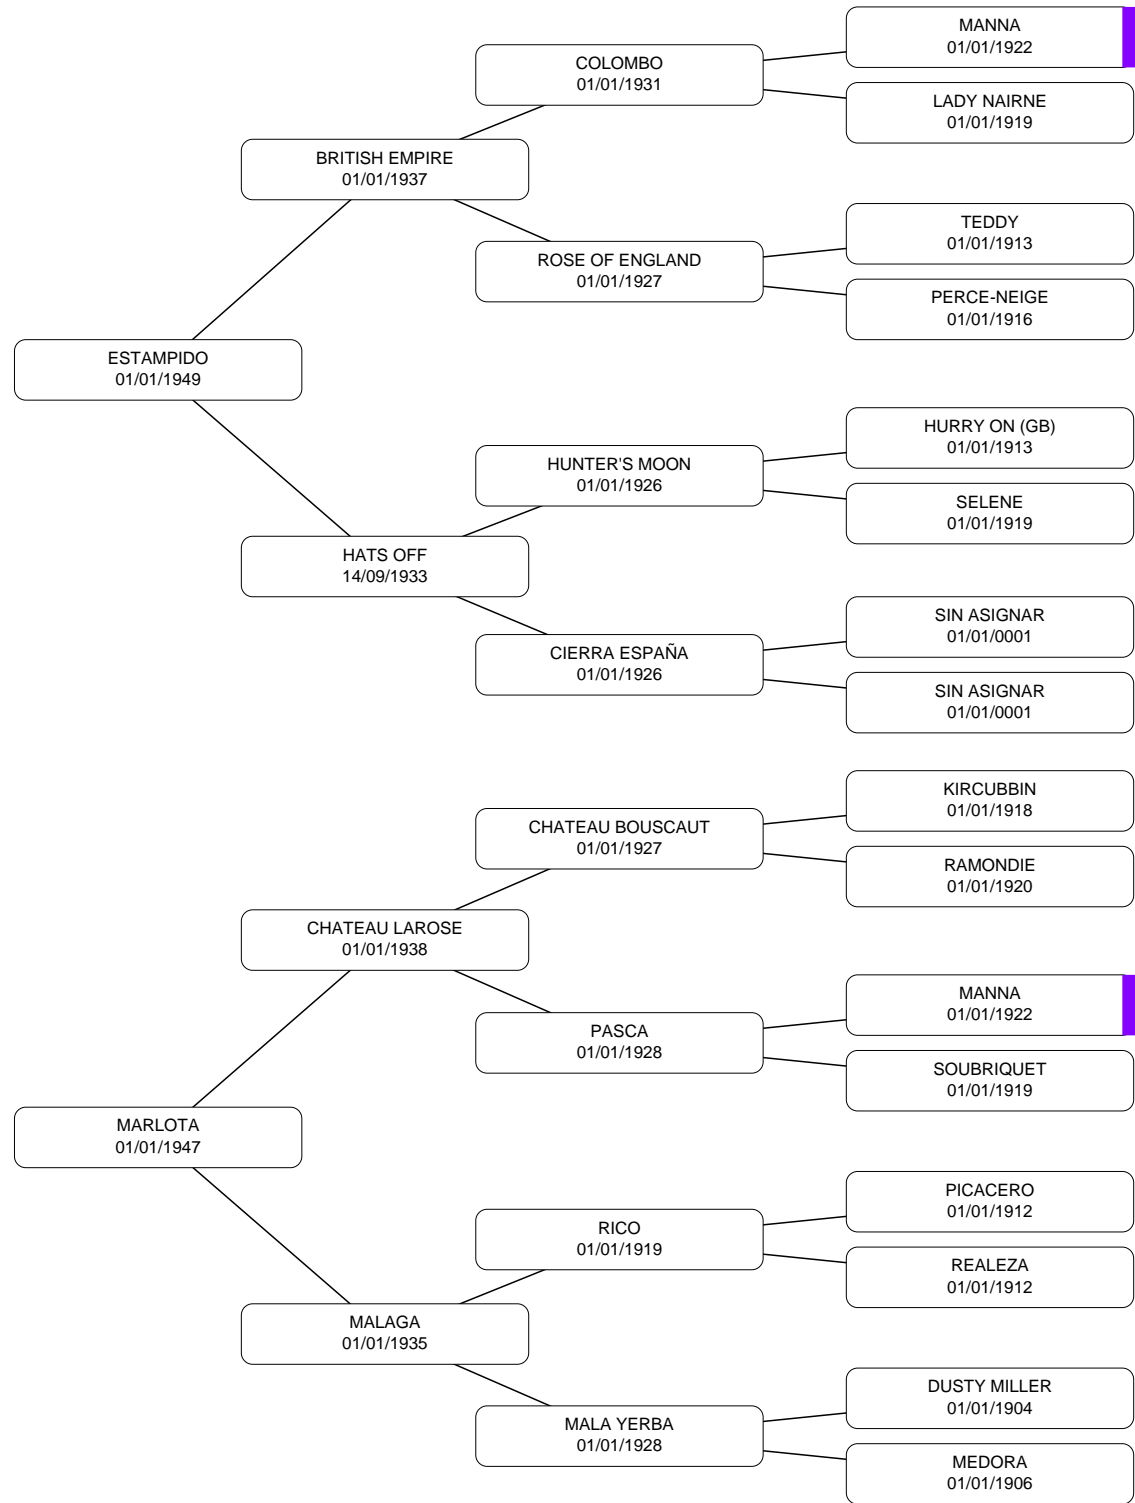 MANNA
01/01/1922
COLOMBO
01/01/1931
LADY NAIRNE
01/01/1919
BRITISH EMPIRE
01/01/1937
TEDDY
01/01/1913
ROSE OF ENGLAND
01/01/1927
PERCE-NEIGE
01/01/1916
ESTAMPIDO
01/01/1949
HURRY ON (GB)
01/01/1913
HUNTER'S MOON
01/01/1926
SELENE
01/01/1919
HATS OFF
14/09/1933
SIN ASIGNAR
01/01/0001
CIERRA ESPAÑA
01/01/1926
SIN ASIGNAR
01/01/0001
KIRCUBBIN
01/01/1918
CHATEAU BOUSCAUT
01/01/1927
RAMONDIE
01/01/1920
CHATEAU LAROSE
01/01/1938
MANNA
01/01/1922
PASCA
01/01/1928
SOUBRIQUET
01/01/1919
MARLOTA
01/01/1947
PICACERO
01/01/1912
RICO
01/01/1919
REALEZA
01/01/1912
MALAGA
01/01/1935
DUSTY MILLER
01/01/1904
MALA YERBA
01/01/1928
MEDORA
01/01/1906